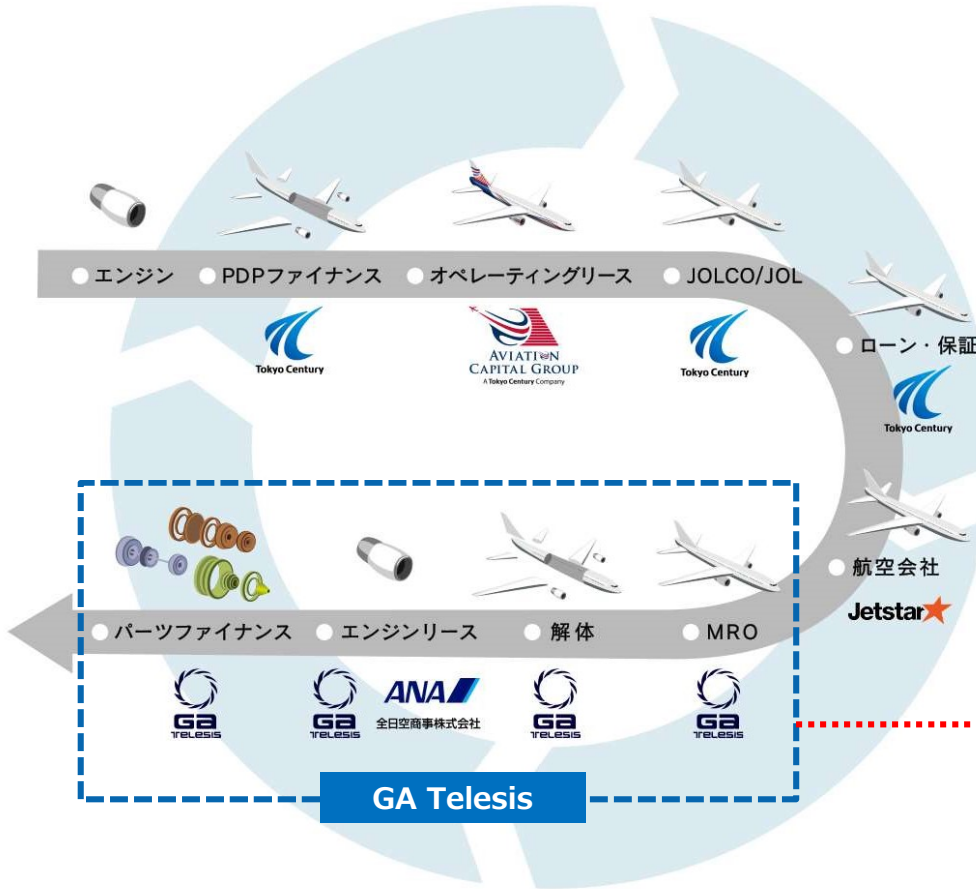 エンジン
PDPファイナンス
オペレーティングリース
JOLCO/JOL
Tokyo Century
AVIATION
CAPITAL GROUP
A Tokyo Century Company
Tokyo Century
ローン・保証
Tokyo Century
航空会社
Jetstar
パーツファイナンス
エンジンリース
解体
MRO
GA
TELESIS
GA
TELESIS
ANA
全日空商事株式会社
GA
TELESIS
GA
TELESIS
GA Telesis